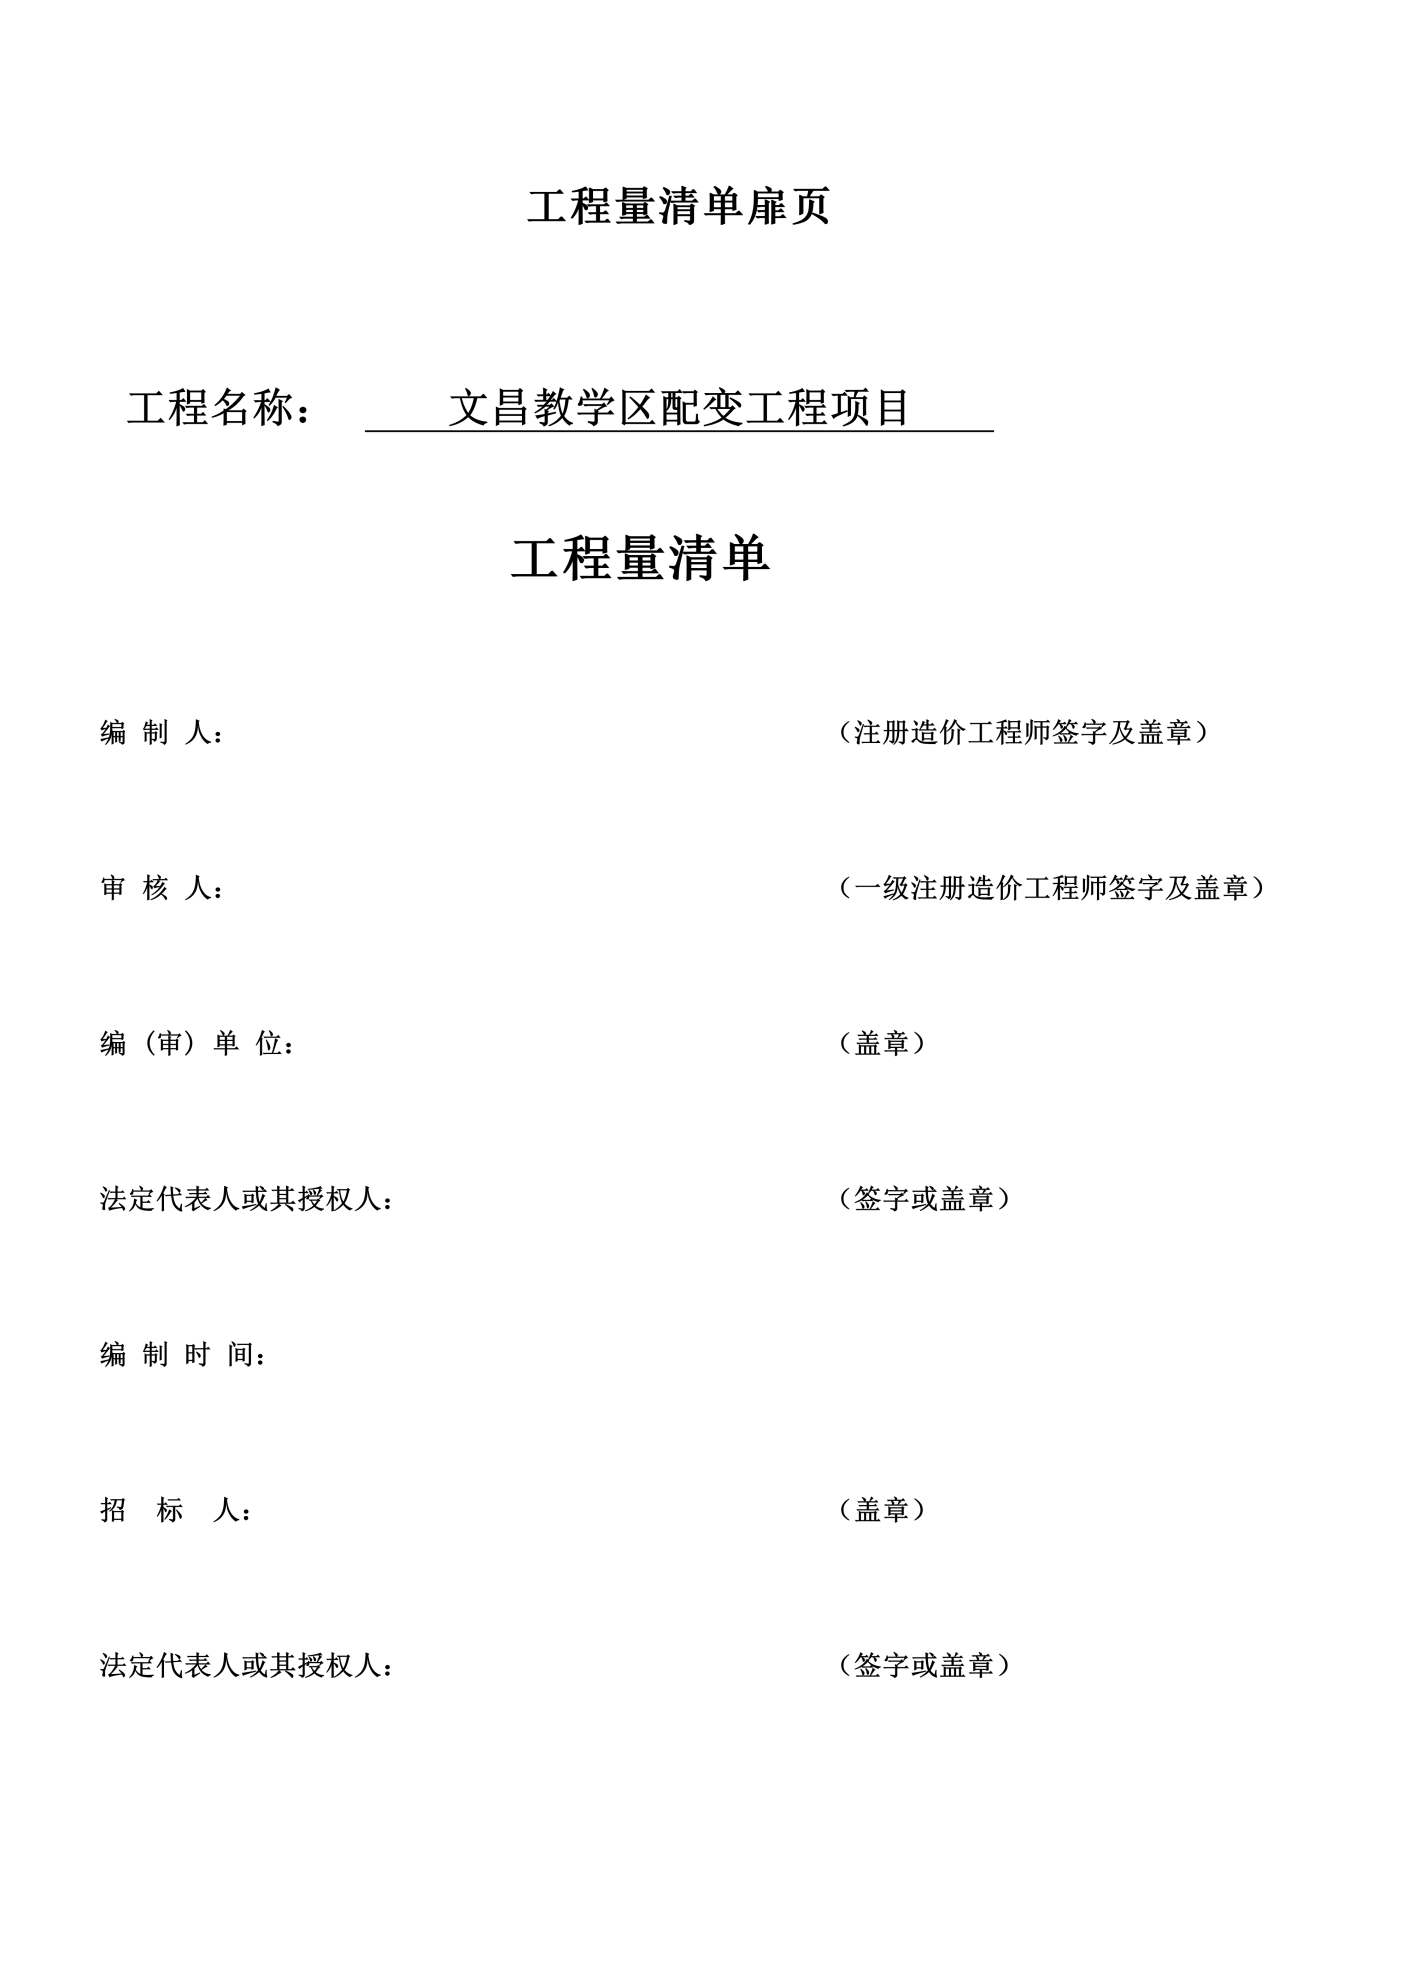 工程量清单扉页
工程名称： 文昌教学区配变工程项目
工程量清单
编 制 人： （注册造价工程师签字及盖章）
审 核 人： （一级注册造价工程师签字及盖章）
编（审）单 位： （盖章）
法定代表人或其授权人： （签字或盖章）
编 制 时 间：
招 标 人： （盖章）
法定代表人或其授权人： （签字或盖章）